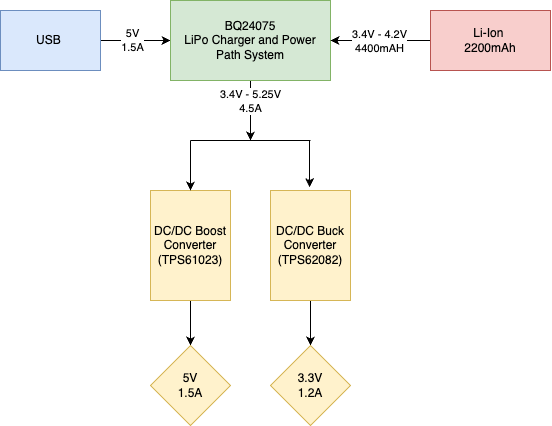 USB
5V
1.5A
BQ24075
LiPo Charger and Power
Path System
3.4V - 4.2V
4400mAH
Li-Ion
2200mAh
3.4V - 5.25V
4.5A
DC/DC Boost
Converter
(TPS61023)
DC/DC Buck
Converter
(TPS62082)
5V
1.5A
3.3V
1.2A